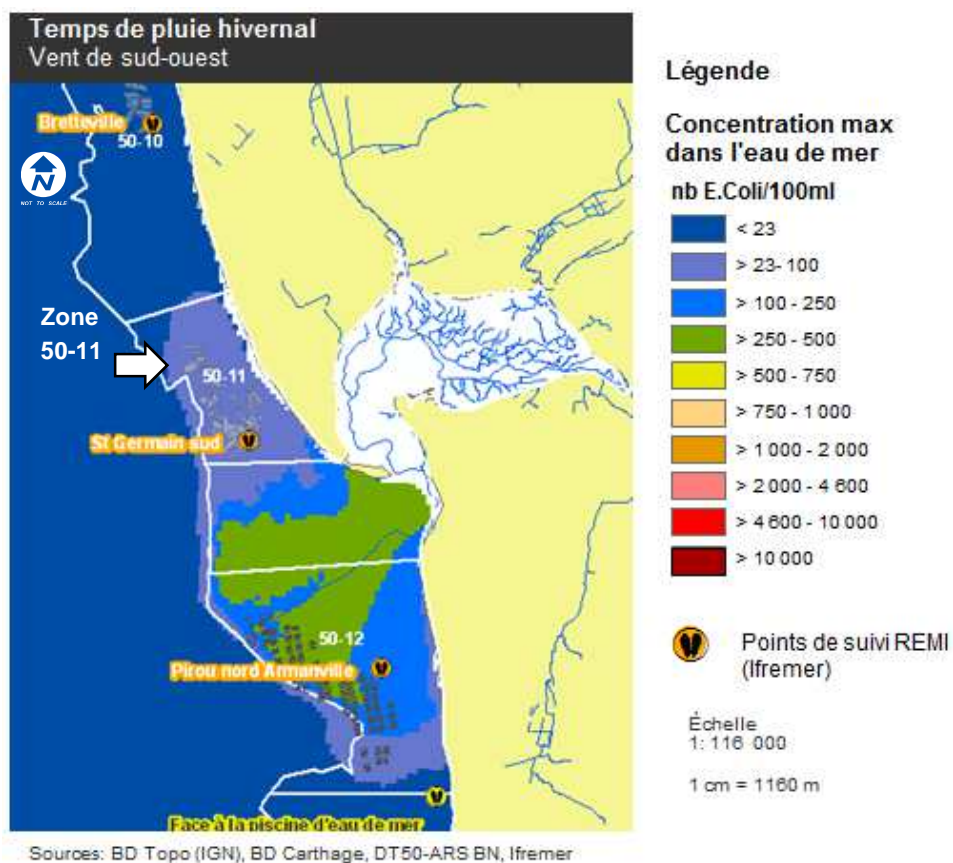 Temps de pluie hivernal
Vent de sud-ouest
Bretteville
50-10
N
NOT TO SCALE
Zone
50-11
50-11
St Germain sud
50-12
Pirou nord Armanville
Face à la piscine d'eau de mer
Légende
Concentration max
dans l'eau de mer
nb E.Coli/100ml
< 23
> 23- 100
> 100 - 250
> 250 - 500
> 500 - 750
> 750 - 1 000
> 1 000 - 2 000
> 2 000 - 4 600
> 4 600 - 10 000
> 10 000
Points de suivi REMI
(Ifremer)
Échelle
1: 116 000
1 cm = 1160 m
Sources: BD Topo (IGN), BD Carthage, DT50-ARS BN, Ifremer